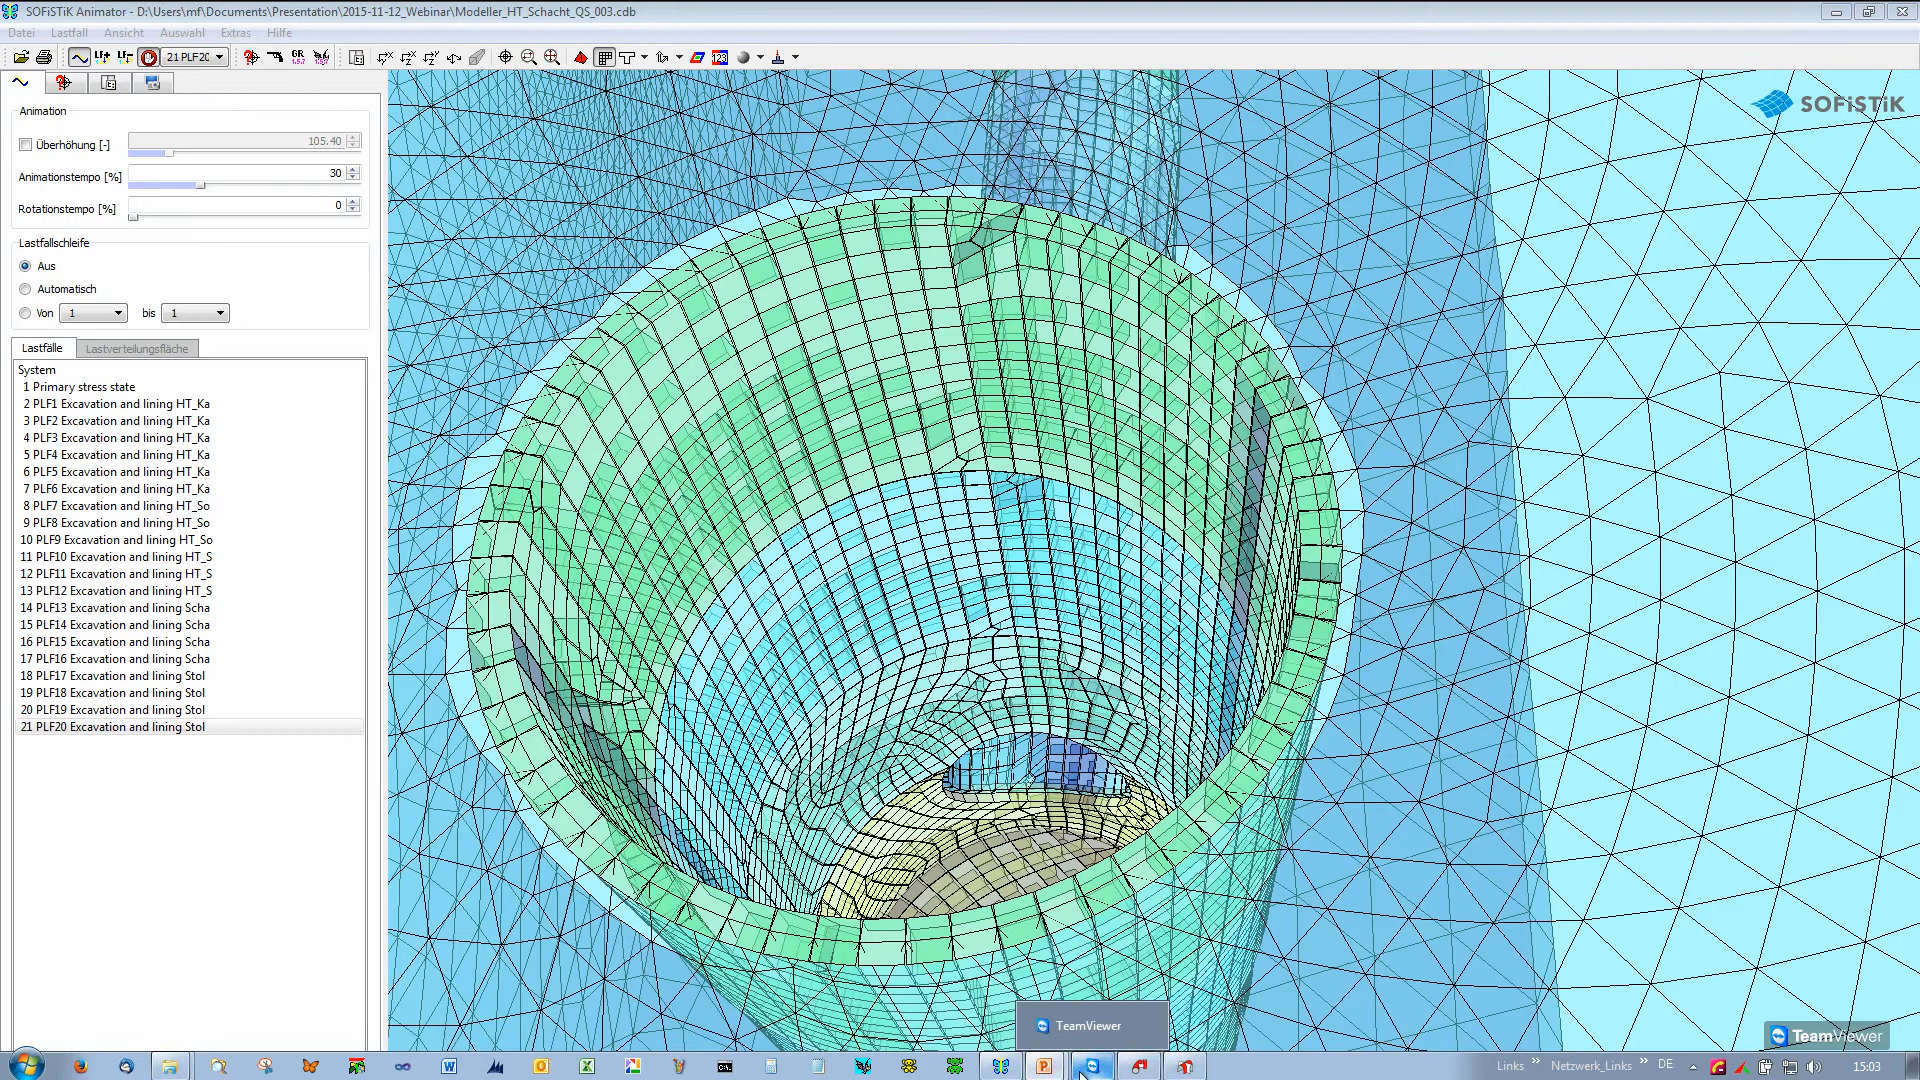 SOFiSTiK Animator - D:\Users\mf\Documents\Presentation\2015-11-12_Webinar\Modeller_HT_Schacht_QS_003.cdb
Datei Lastfall Ansicht Auswahl Extras Hilfe
LF+ LF- 21 PLF20 GR 123
Animation
Überhöhung [-] 105.40
Animationstempo [%] 30
Rotationstempo [%] 0
Lastfallschleife
Aus
Automatisch
Von 1 bis 1
Lastfälle Lastverteilungsfläche
System
1 Primary stress state
2 PLF1 Excavation and lining HT_Ka
3 PLF2 Excavation and lining HT_Ka
4 PLF3 Excavation and lining HT_Ka
5 PLF4 Excavation and lining HT_Ka
6 PLF5 Excavation and lining HT_Ka
7 PLF6 Excavation and lining HT_Ka
8 PLF7 Excavation and lining HT_So
9 PLF8 Excavation and lining HT_So
10 PLF9 Excavation and lining HT_So
11 PLF10 Excavation and lining HT_S
12 PLF11 Excavation and lining HT_S
13 PLF12 Excavation and lining HT_S
14 PLF13 Excavation and lining Scha
15 PLF14 Excavation and lining Scha
16 PLF15 Excavation and lining Scha
17 PLF16 Excavation and lining Scha
18 PLF17 Excavation and lining Stol
19 PLF18 Excavation and lining Stol
20 PLF19 Excavation and lining Stol
21 PLF20 Excavation and lining Stol
SOFiSTiK
TeamViewer
TeamViewer
Links Netzwerk_Links DE 15:03